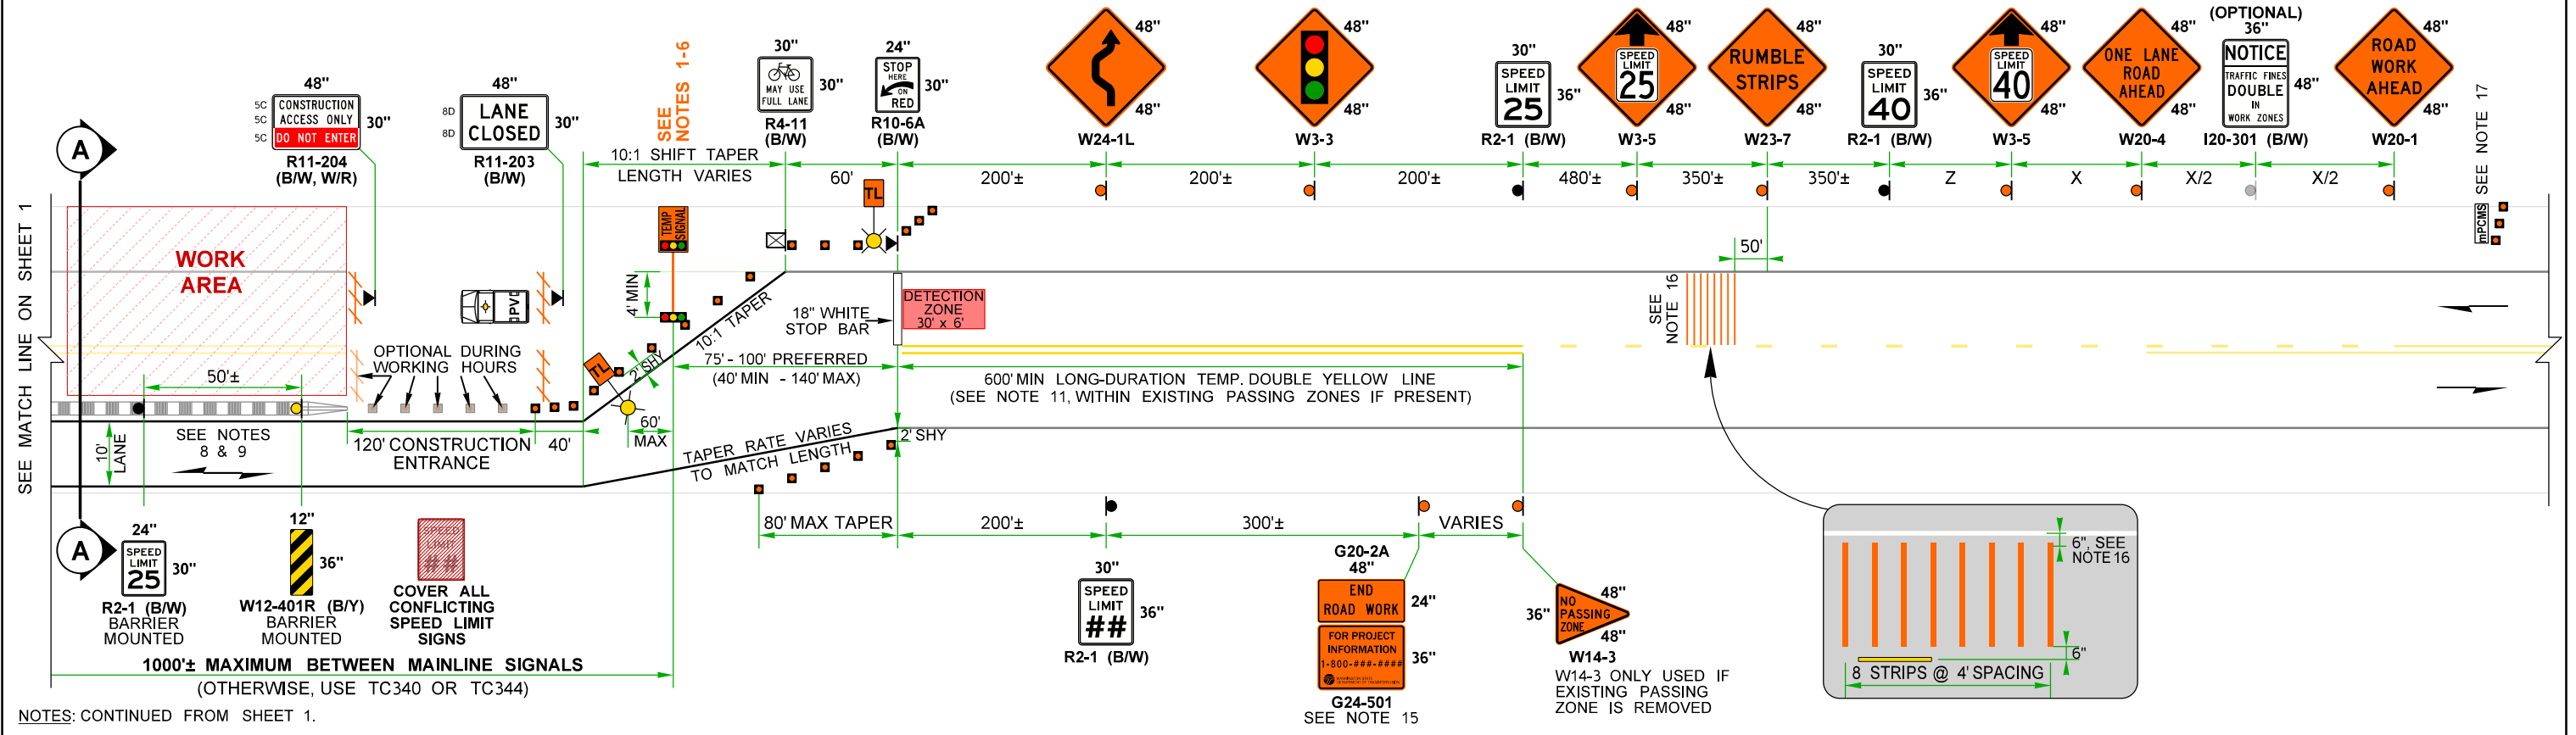 SEE MATCH LINE ON SHEET 1
A
A
48"
5C
5C
5C
CONSTRUCTION
ACCESS ONLY
DO NOT ENTER
30"
R11-204
(B/W, W/R)
48"
8D
8D
LANE
CLOSED
30"
R11-203
(B/W)
SEE
NOTES 1-6
30"
MAY USE
FULL LANE
30"
R4-11
(B/W)
24"
STOP
HERE
ON
RED
30"
R10-6A
(B/W)
48"
48"
W24-1L
48"
48"
W3-3
30"
SPEED
LIMIT
25
36"
R2-1 (B/W)
48"
SPEED
LIMIT
25
48"
W3-5
48"
RUMBLE
STRIPS
48"
W23-7
30"
SPEED
LIMIT
40
36"
R2-1 (B/W)
48"
SPEED
LIMIT
40
48"
W3-5
48"
ONE LANE
ROAD
AHEAD
48"
W20-4
(OPTIONAL)
36"
NOTICE
TRAFFIC FINES
DOUBLE
IN
WORK ZONES
48"
I20-301 (B/W)
48"
ROAD
WORK
AHEAD
48"
W20-1
SEE NOTE 17
mPCMS
10:1 SHIFT TAPER
LENGTH VARIES
60'
200'±
200'±
200'±
480'±
350'±
350'±
Z
X
X/2
X/2
TL
TEMP
SIGNAL
WORK
AREA
4' MIN
10:1 TAPER
2' SHY
TL
18" WHITE
STOP BAR
DETECTION
ZONE
30' x 6'
50'
SEE
NOTE 16
PV
OPTIONAL DURING
WORKING HOURS
50'±
75' - 100' PREFERRED
(40' MIN - 140' MAX)
600' MIN LONG-DURATION TEMP. DOUBLE YELLOW LINE
(SEE NOTE 11, WITHIN EXISTING PASSING ZONES IF PRESENT)
60'
MAX
10'
LANE
SEE NOTES
8 & 9
120' CONSTRUCTION
ENTRANCE
40'
TAPER RATE VARIES
TO MATCH LENGTH
2' SHY
80' MAX TAPER
200'±
300'±
VARIES
24"
SPEED
LIMIT
25
30"
R2-1 (B/W)
BARRIER
MOUNTED
12"
36"
W12-401R (B/Y)
BARRIER
MOUNTED
SPEED
LIMIT
##
COVER ALL
CONFLICTING
SPEED LIMIT
SIGNS
30"
SPEED
LIMIT
##
36"
R2-1 (B/W)
G20-2A
48"
END
ROAD WORK
24"
FOR PROJECT
INFORMATION
1-800-###-####
36"
G24-501
SEE NOTE 15
36"
NO
PASSING
ZONE
48"
48"
W14-3
W14-3 ONLY USED IF
EXISTING PASSING
ZONE IS REMOVED
6", SEE
NOTE 16
6"
8 STRIPS @ 4' SPACING
1000'± MAXIMUM BETWEEN MAINLINE SIGNALS
(OTHERWISE, USE TC340 OR TC344)
NOTES: CONTINUED FROM SHEET 1.